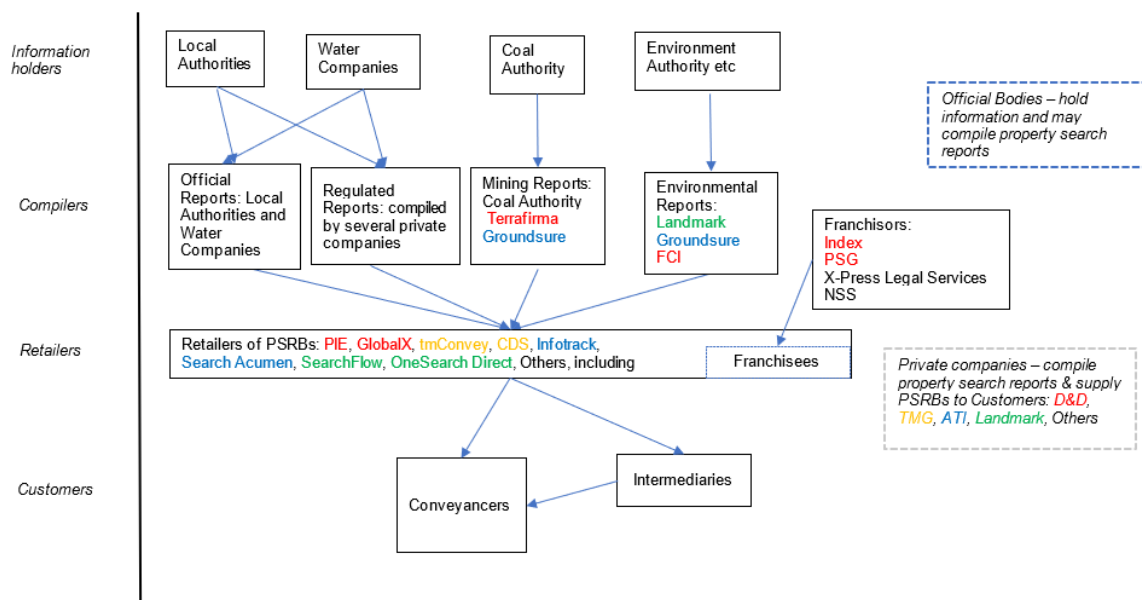 Information
holders
Local
Authorities
Water
Companies
Coal
Authority
Environment
Authority etc
Official Bodies – hold
information and may
compile property search
reports
Compilers
Official
Reports: Local
Authorities and
Water
Companies
Regulated
Reports: compiled
by several private
companies
Mining Reports:
Coal Authority
Terrafirma
Groundsure
Environmental
Reports:
Landmark
Groundsure
FCI
Franchisors:
Index
PSG
X-Press Legal Services
NSS
Retailers
Retailers of PSRBs: PIE, GlobalX, tmConvey, CDS, Infotrack,
Search Acumen, SearchFlow, OneSearch Direct, Others, including
Franchisees
Private companies – compile
property search reports & supply
PSRBs to Customers: D&D,
TMG, ATI, Landmark, Others
Customers
Conveyancers
Intermediaries